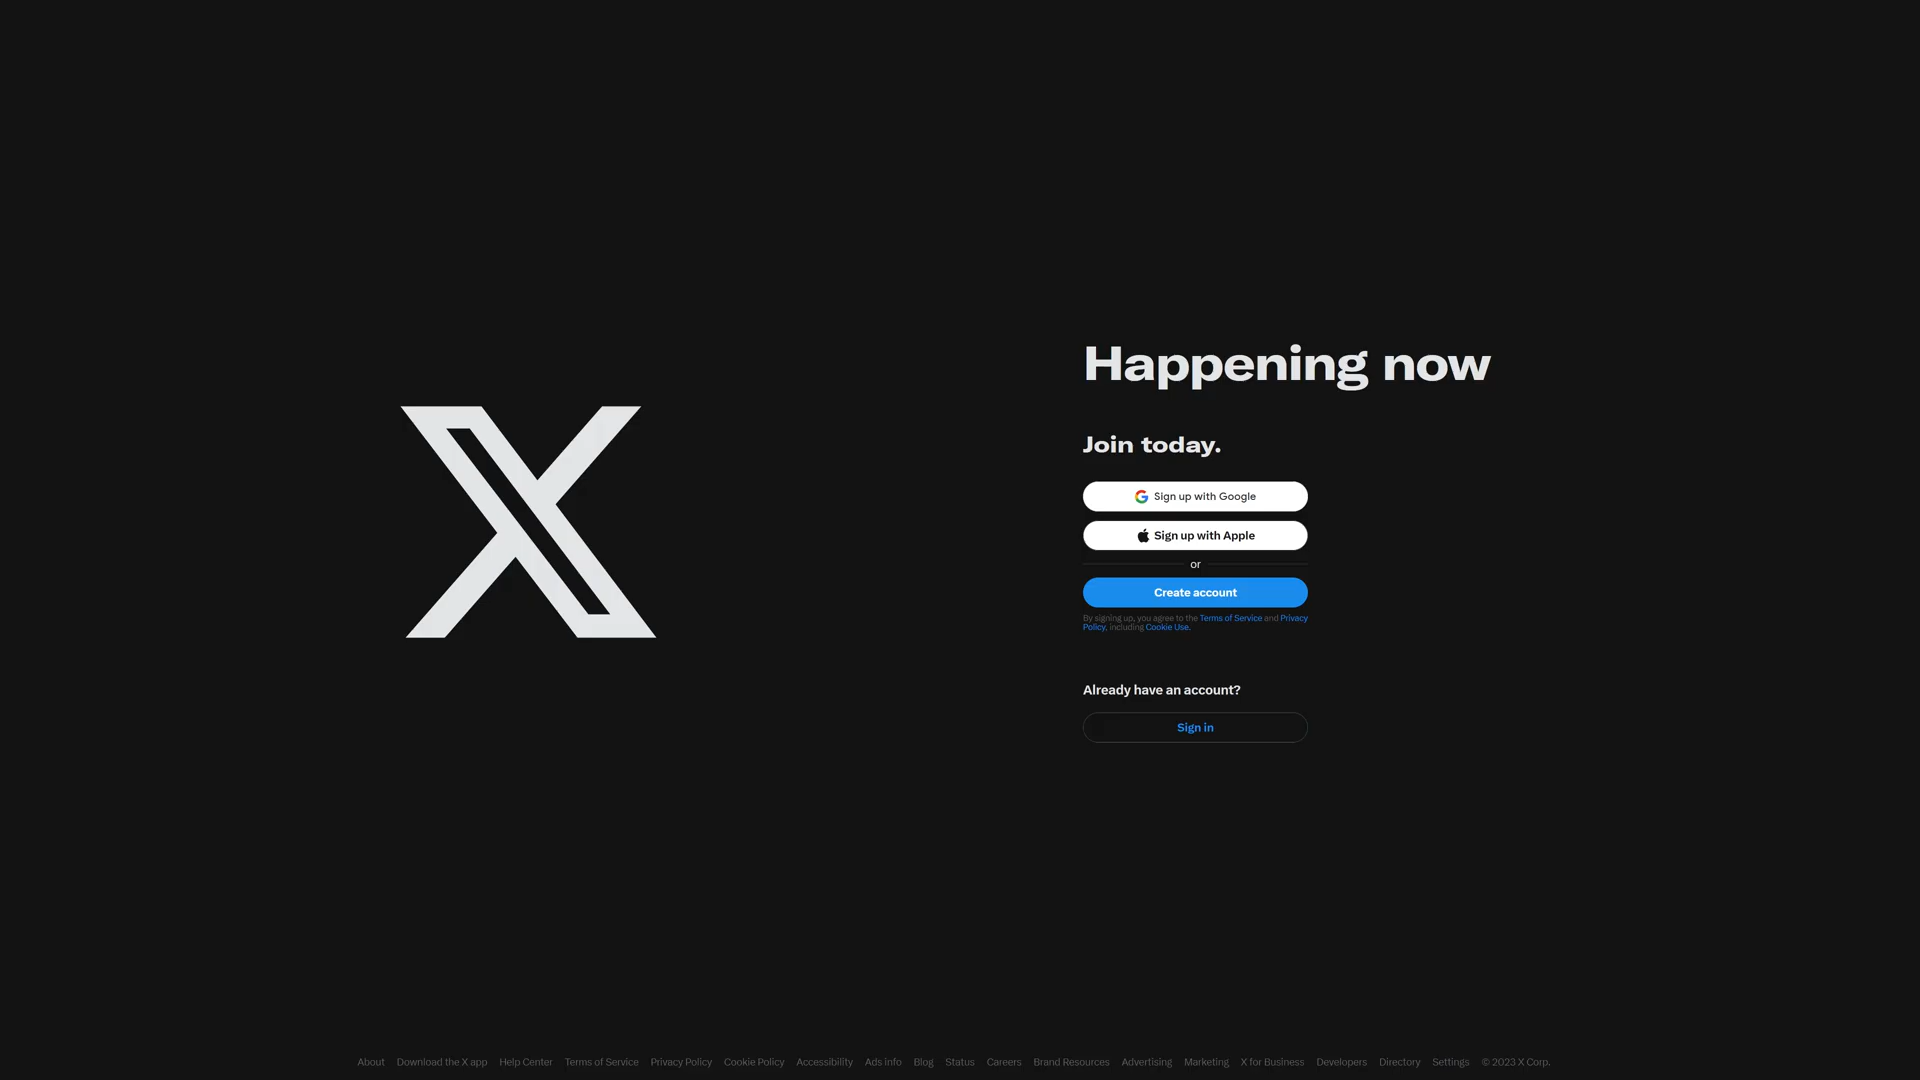 Happening now
Join today.
Sign up with Google
Sign up with Apple
or
Create account
By signing up, you agree to the Terms of Service and Privacy
Policy, including Cookie Use.
Already have an account?
Sign in
About Download the X app Help Center Terms of Service Privacy Policy Cookie Policy Accessibility Ads info Blog Status Careers Brand Resources Advertising Marketing X for Business Developers Directory Settings © 2023 X Corp.